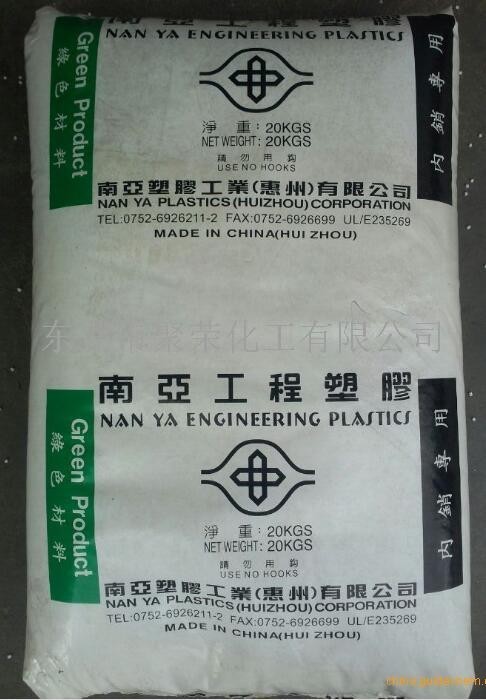 南亞工程塑膠
NAN YA ENGINEERING PLASTICS
Green Product
綠色材料
內銷專用
淨重：20KGS
NET WEIGHT: 20KGS
請勿用鈎
USE NO HOOKS
南亞塑膠工業(惠州)有限公司
NAN YA PLASTICS(HUIZHOU)CORPORATION
TEL:0752-6926211-2 FAX:0752-6926699 UL/E235269
MADE IN CHINA(HUI ZHOU)
聚荣化工有限公司
南亞工程塑膠
NAN YA ENGINEERING PLASTICS
Green Product
綠色材料
內銷專用
淨重：20KGS
NET WEIGHT: 20KGS
請勿用鈎
USE NO HOOKS
南亞塑膠工業(惠州)有限公司
NAN YA PLASTICS(HUIZHOU)CORPORATION
TEL:0752-6926211-2 FAX:0752-6926699 UL/E235269
MADE IN CHINA(HUI ZHOU)